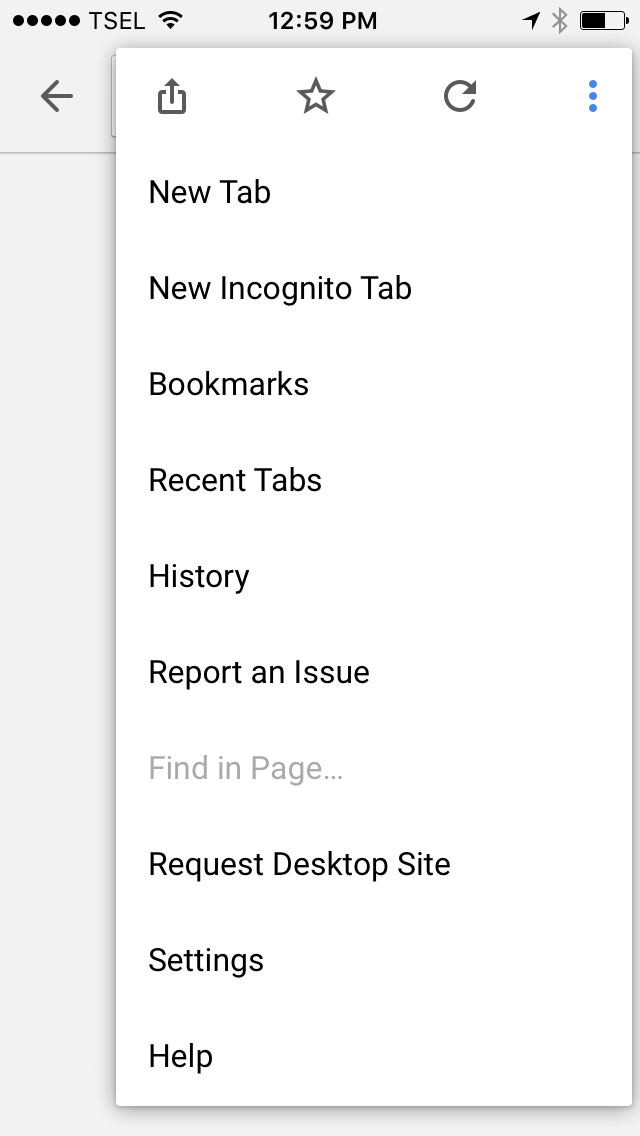 TSEL 12:59 PM
New Tab
New Incognito Tab
Bookmarks
Recent Tabs
History
Report an Issue
Find in Page…
Request Desktop Site
Settings
Help